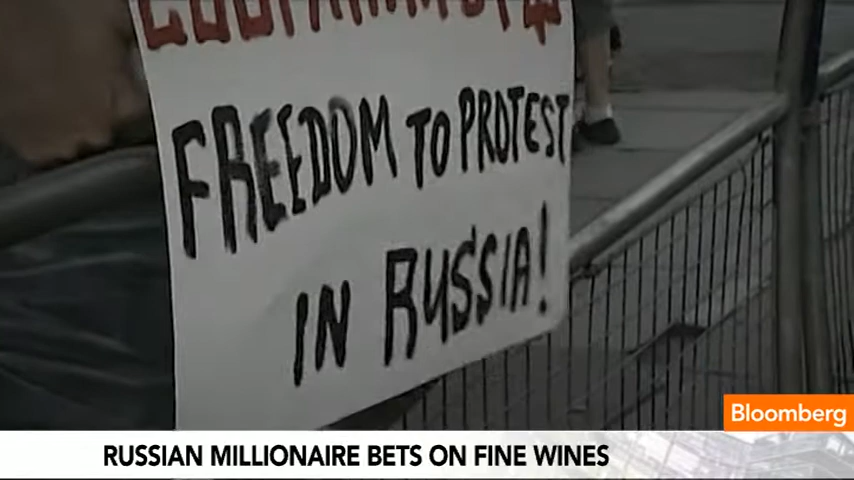 FREEDOM TO PROTEST
IN RUSSIA!
Bloomberg
RUSSIAN MILLIONAIRE BETS ON FINE WINES